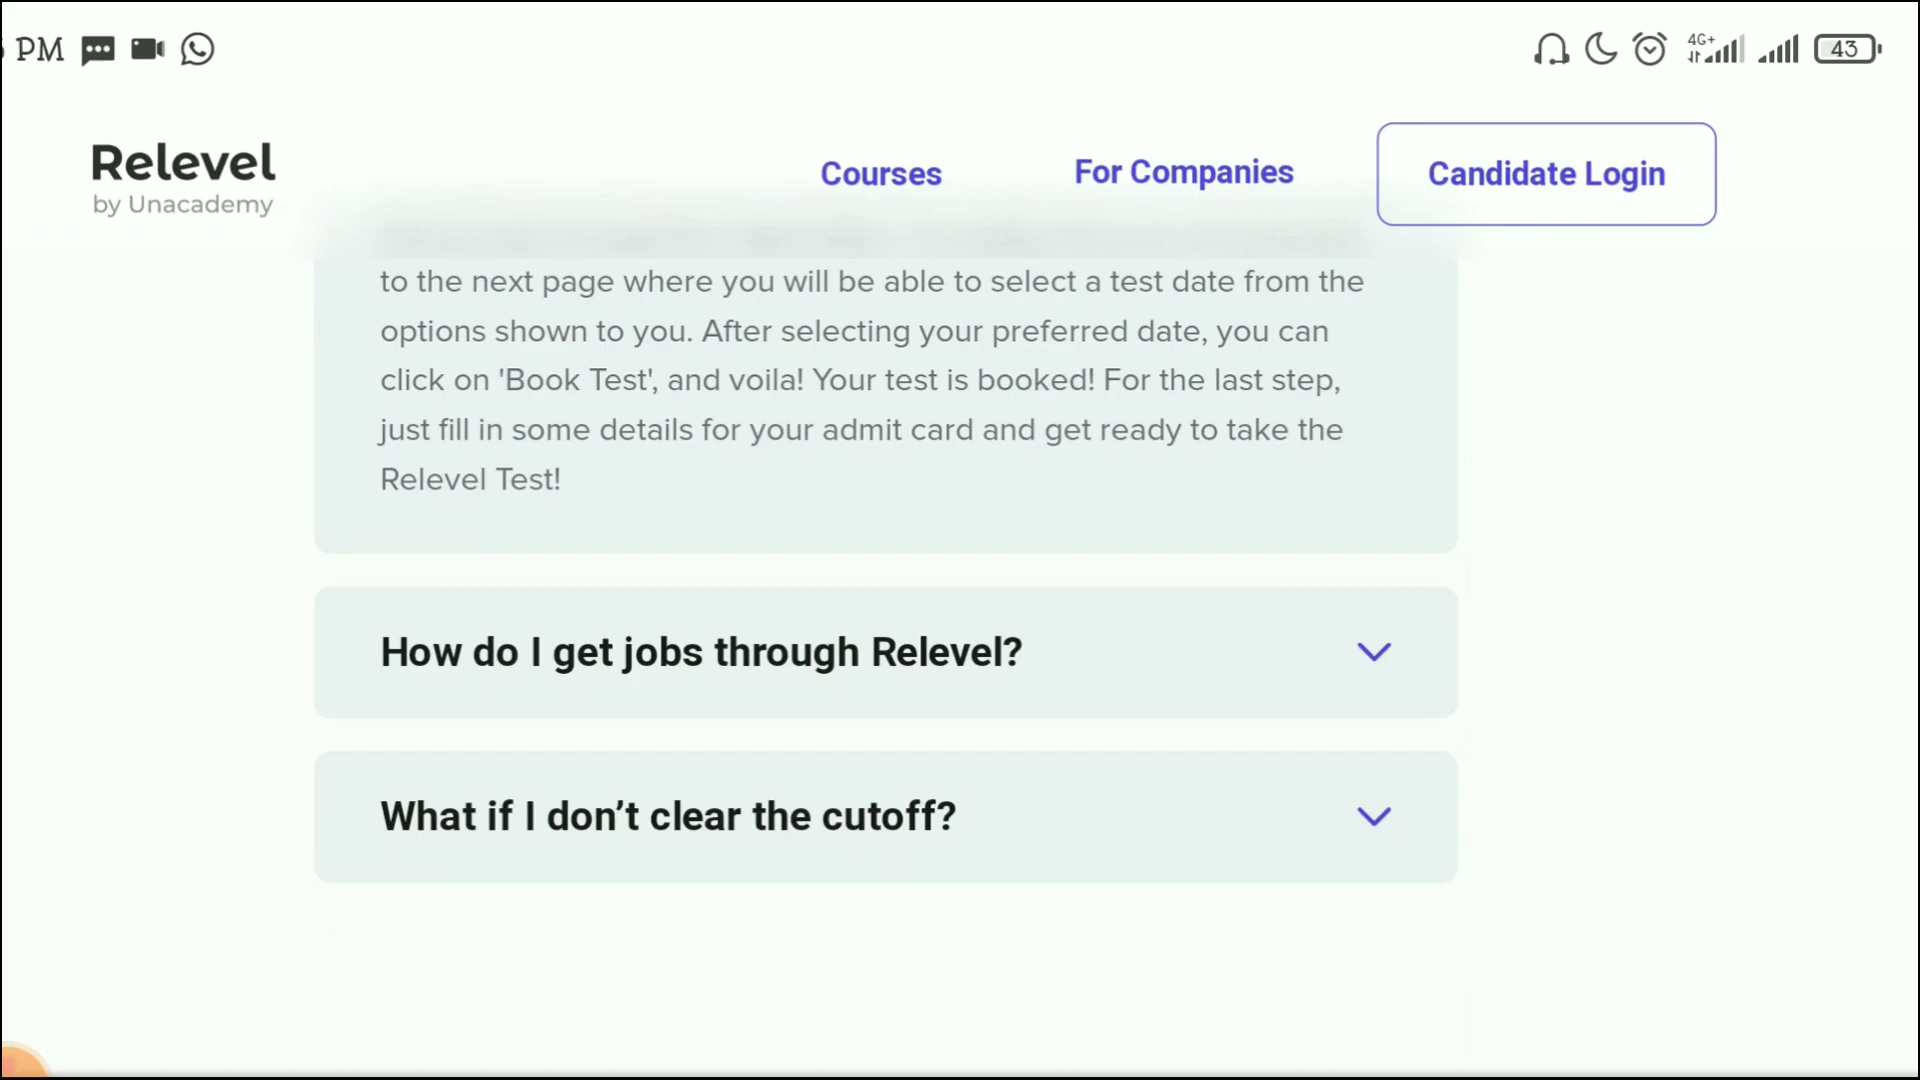 PM
4G+
43
Relevel
by Unacademy
Courses
For Companies
Candidate Login
to the next page where you will be able to select a test date from the
options shown to you. After selecting your preferred date, you can
click on 'Book Test', and voila! Your test is booked! For the last step,
just fill in some details for your admit card and get ready to take the
Relevel Test!
How do I get jobs through Relevel?
What if I don’t clear the cutoff?